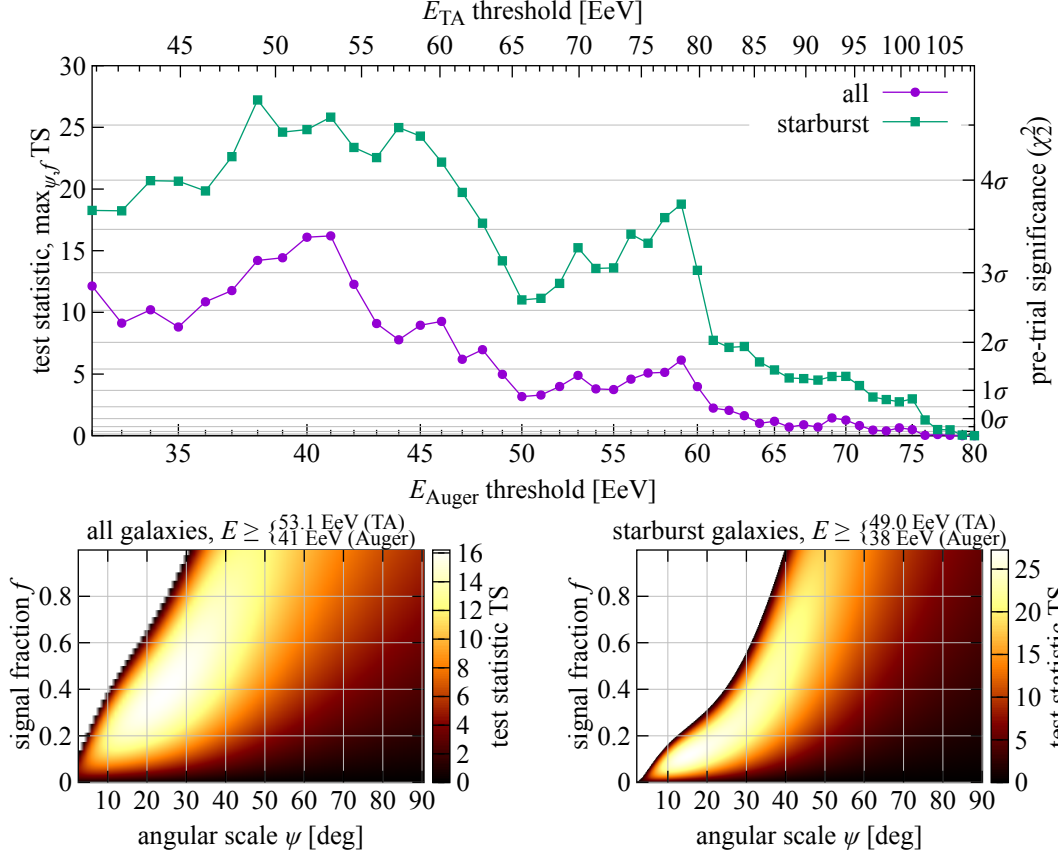 E_TA threshold [EeV]
45 50 55 60 65 70 75 80 85 90 95 100 105
test statistic, max_ψ,f TS
30
25
20
15
10
5
0
all
starburst
4σ
3σ
2σ
1σ
0σ
pre-trial significance (χ²₂)
35 40 45 50 55 60 65 70 75 80
E_Auger threshold [EeV]
all galaxies, E ≥ { 53.1 EeV (TA)
41 EeV (Auger)
signal fraction f
0.8
0.6
0.4
0.2
0
10 20 30 40 50 60 70 80 90
angular scale ψ [deg]
16
14
12
10
8
6
4
2
0
test statistic TS
starburst galaxies, E ≥ { 49.0 EeV (TA)
38 EeV (Auger)
signal fraction f
0.8
0.6
0.4
0.2
0
10 20 30 40 50 60 70 80 90
angular scale ψ [deg]
25
20
15
10
5
0
test statistic TS